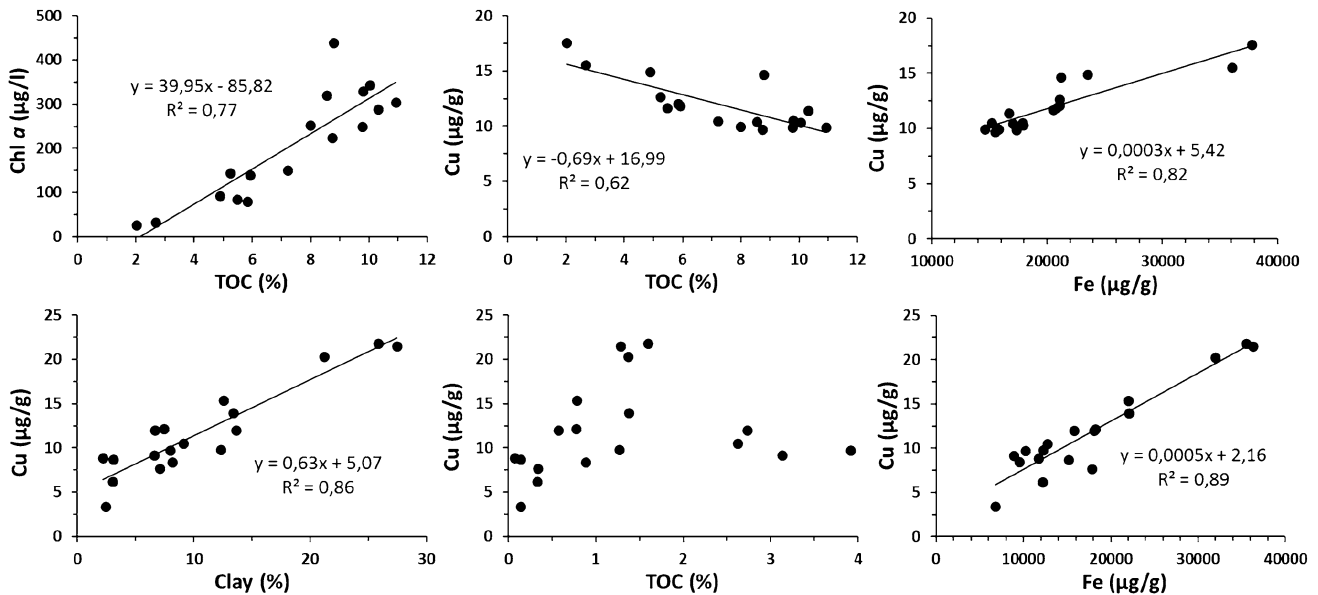 500
400
300
200
100
0
Chl a (µg/l)
y = 39,95x - 85,82
R² = 0,77
0 2 4 6 8 10 12
TOC (%)
20
15
10
5
0
Cu (µg/g)
y = -0,69x + 16,99
R² = 0,62
0 2 4 6 8 10 12
TOC (%)
20
15
10
5
0
Cu (µg/g)
y = 0,0003x + 5,42
R² = 0,82
10000 20000 30000 40000
Fe (µg/g)
25
20
15
10
5
0
Cu (µg/g)
y = 0,63x + 5,07
R² = 0,86
0 10 20 30
Clay (%)
25
20
15
10
5
0
Cu (µg/g)
0 1 2 3 4
TOC (%)
25
20
15
10
5
0
Cu (µg/g)
y = 0,0005x + 2,16
R² = 0,89
0 10000 20000 30000 40000
Fe (µg/g)